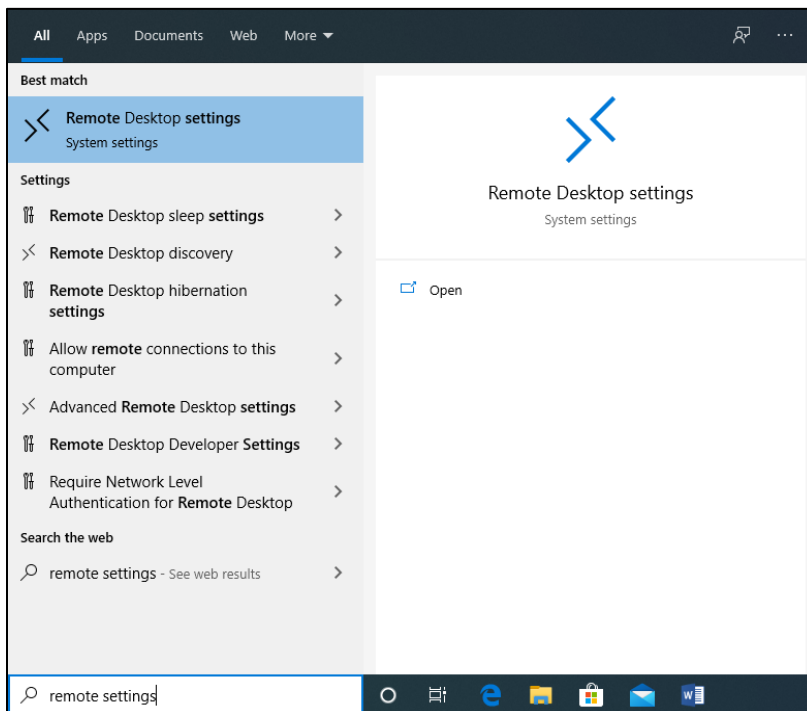 All Apps Documents Web More
Best match
Remote Desktop settings
System settings
Settings
Remote Desktop sleep settings
Remote Desktop discovery
Remote Desktop hibernation
settings
Allow remote connections to this
computer
Advanced Remote Desktop settings
Remote Desktop Developer Settings
Require Network Level
Authentication for Remote Desktop
Search the web
remote settings - See web results
remote settings
Remote Desktop settings
System settings
Open